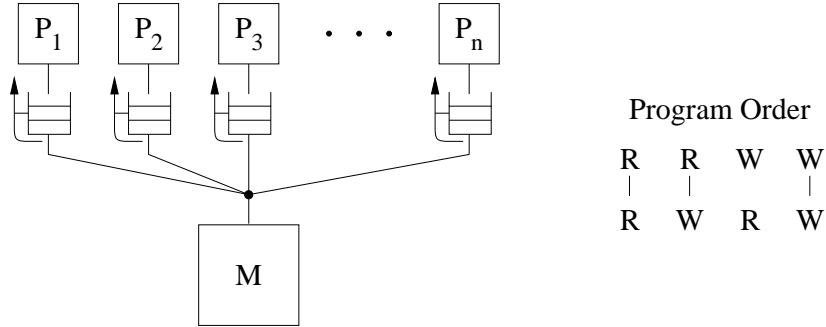 P1 P2 P3 . . . Pn
Program Order
R R W W
R W R W
M